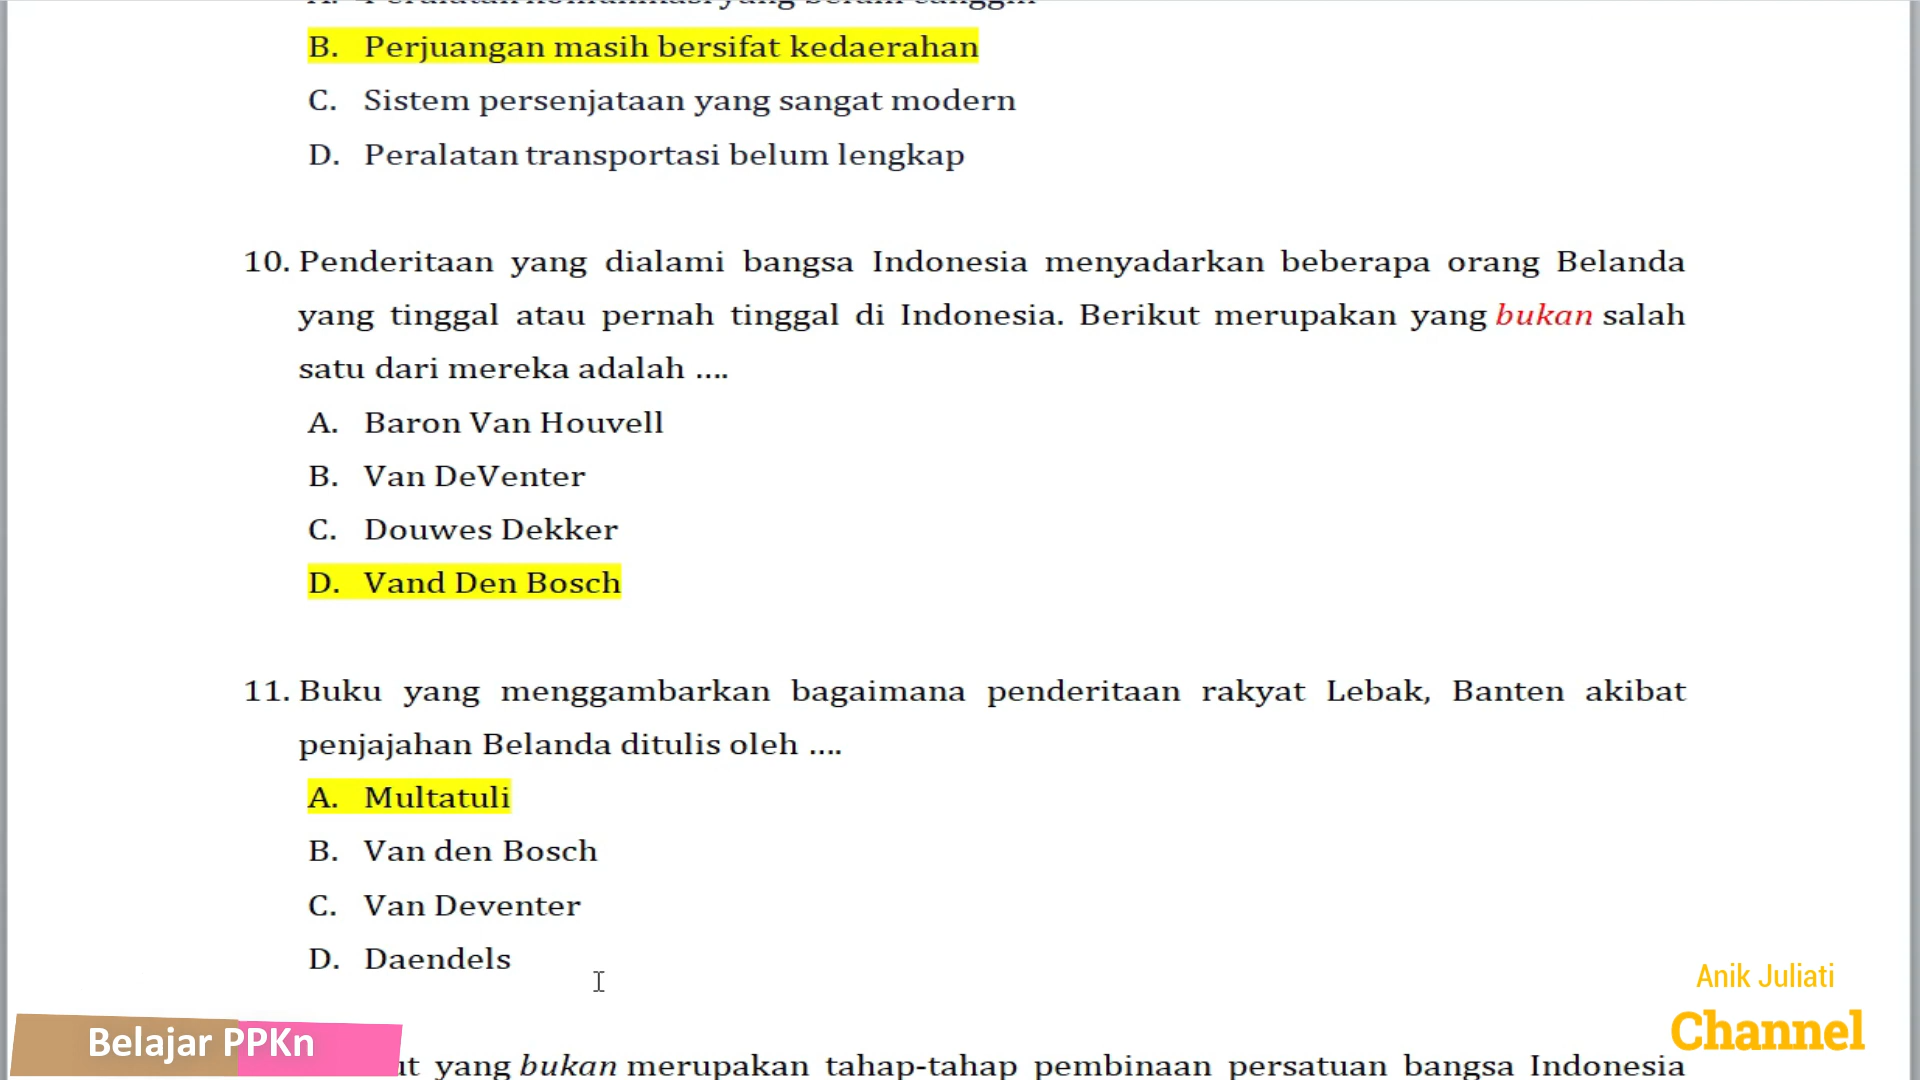 B. Perjuangan masih bersifat kedaerahan
C. Sistem persenjataan yang sangat modern
D. Peralatan transportasi belum lengkap
10. Penderitaan yang dialami bangsa Indonesia menyadarkan beberapa orang Belanda
yang tinggal atau pernah tinggal di Indonesia. Berikut merupakan yang bukan salah
satu dari mereka adalah ....
A. Baron Van Houvell
B. Van DeVenter
C. Douwes Dekker
D. Vand Den Bosch
11. Buku yang menggambarkan bagaimana penderitaan rakyat Lebak, Banten akibat
penjajahan Belanda ditulis oleh ....
A. Multatuli
B. Van den Bosch
C. Van Deventer
D. Daendels
Anik Juliati
Channel
Belajar PPKn
yang bukan merupakan tahap-tahap pembinaan persatuan bangsa Indonesia